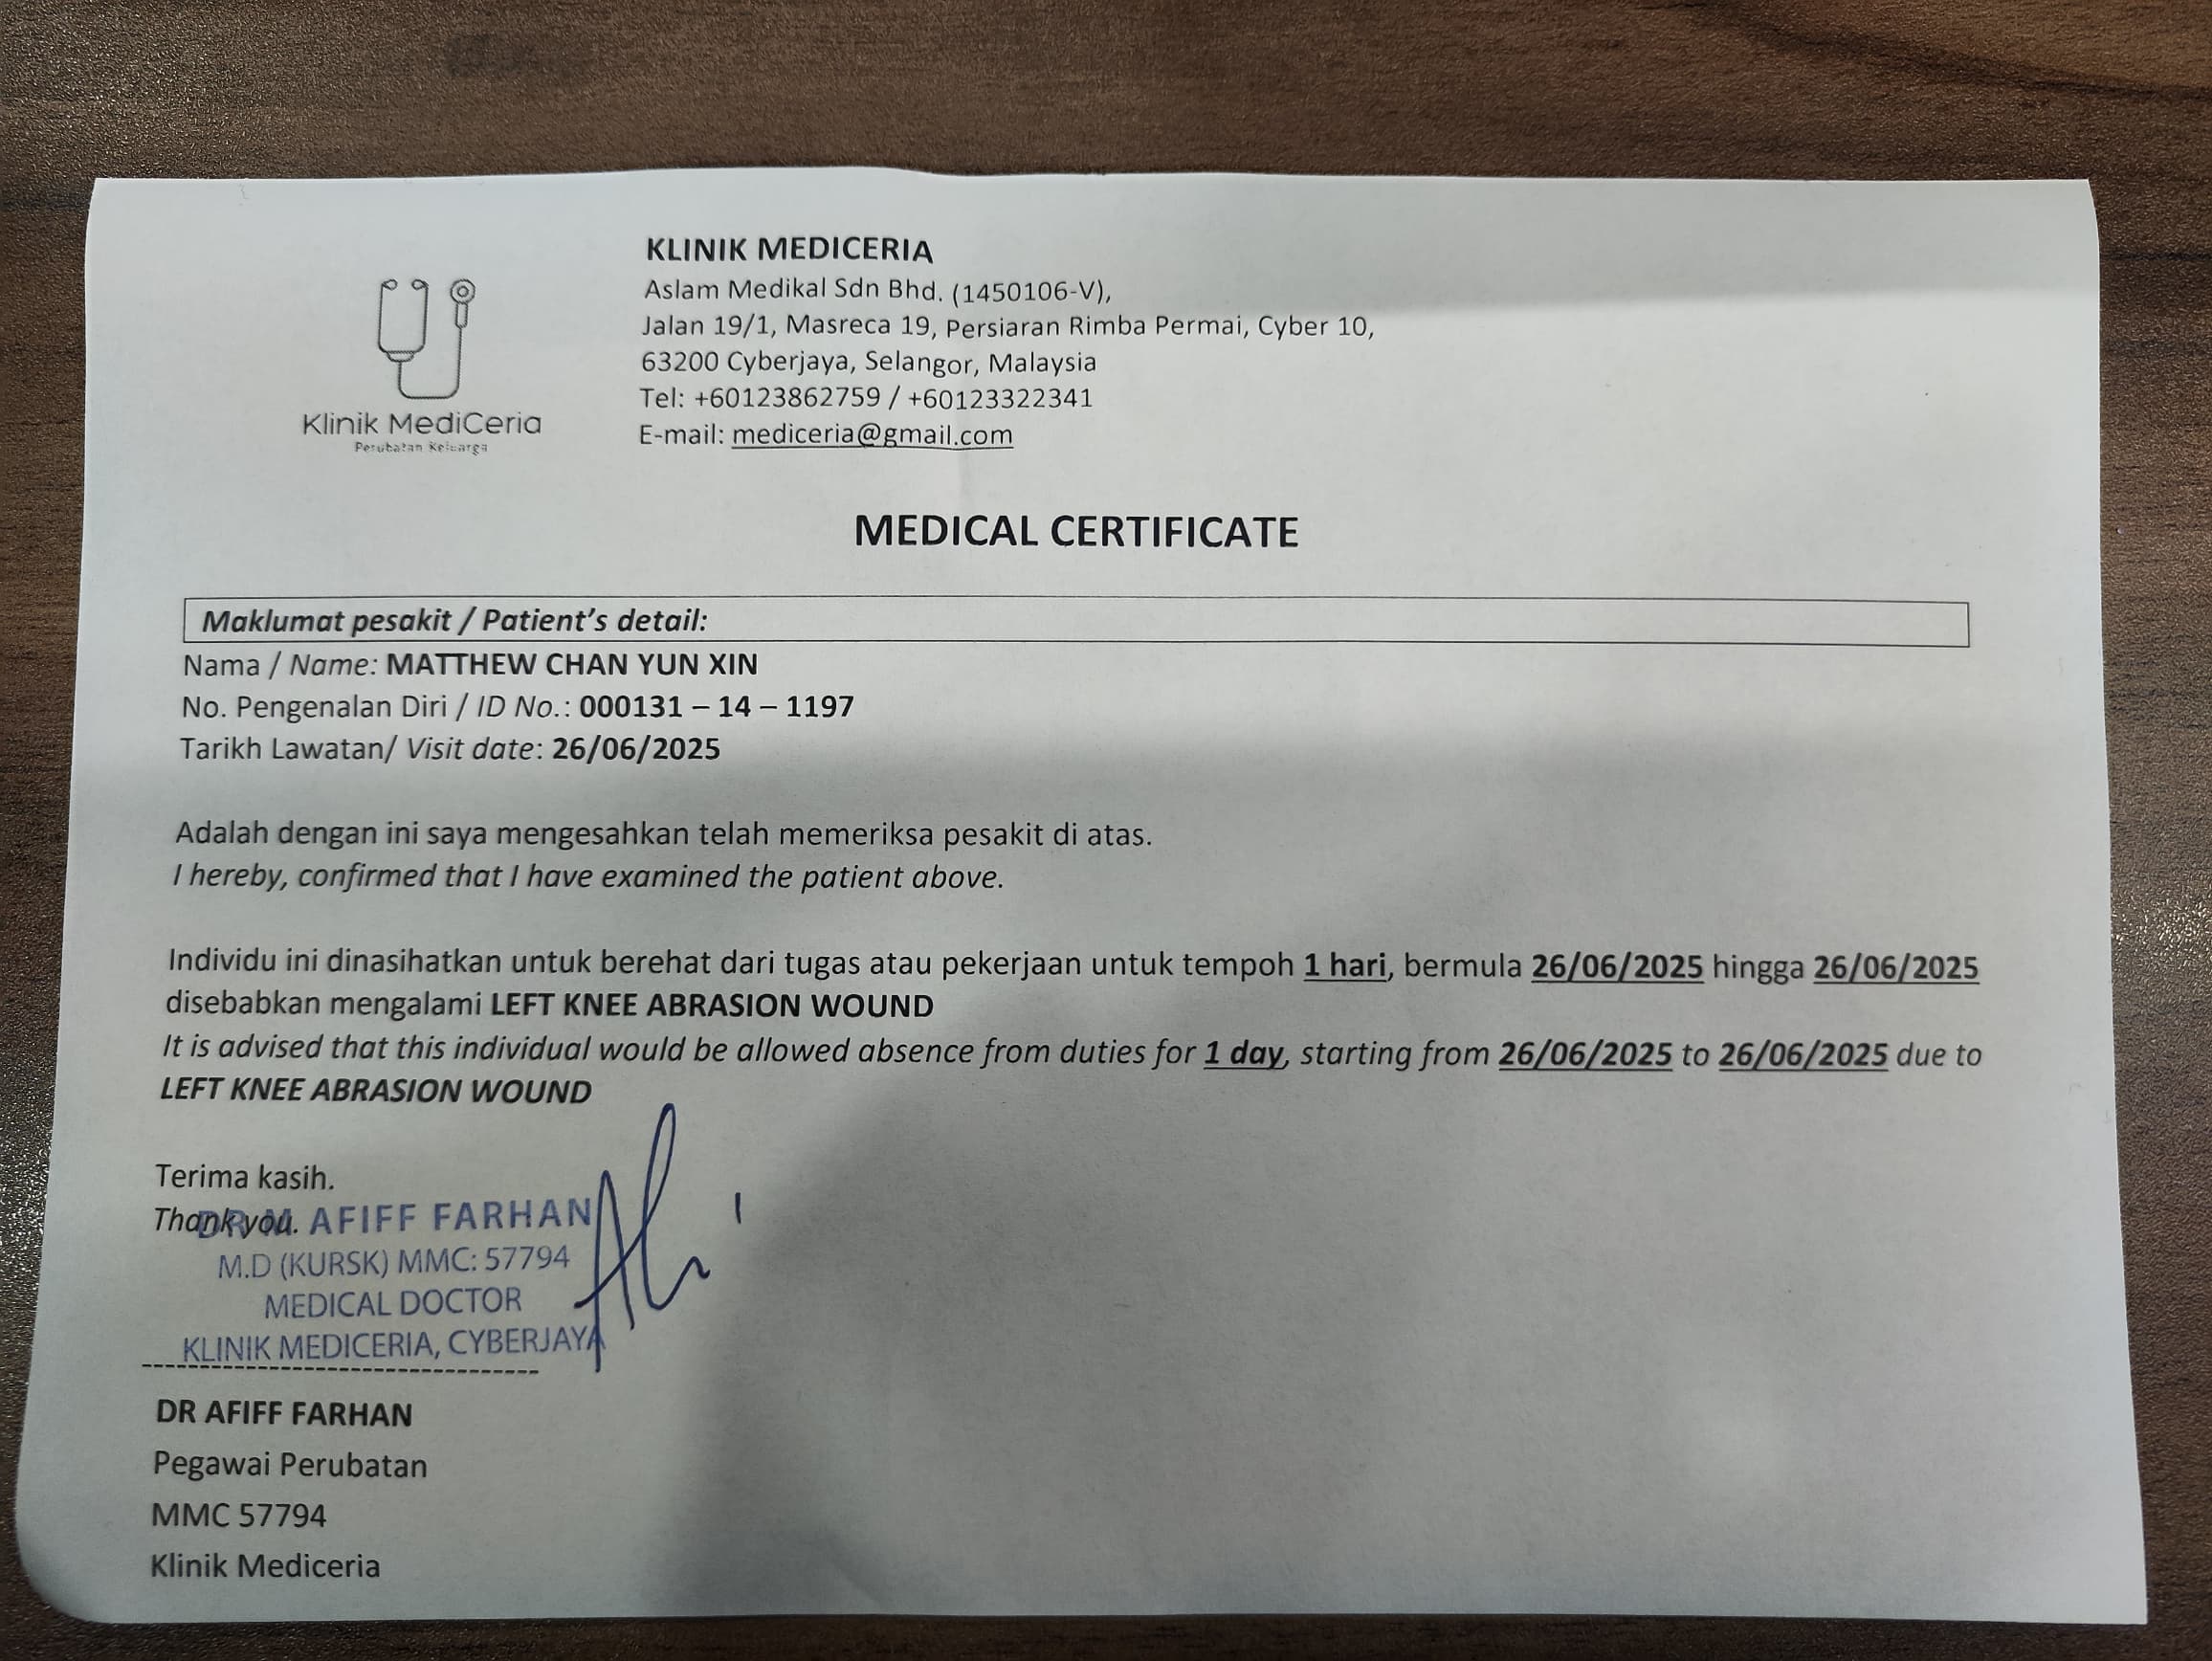 KLINIK MEDICERIA
Aslam Medikal Sdn Bhd. (1450106-V),
Jalan 19/1, Masreca 19, Persiaran Rimba Permai, Cyber 10,
63200 Cyberjaya, Selangor, Malaysia
Tel: +60123862759 / +60123322341
E-mail: mediceria@gmail.com
Klinik MediCeria
Perubatan Keluarga
MEDICAL CERTIFICATE
Maklumat pesakit / Patient's detail:
Nama / Name: MATTHEW CHAN YUN XIN
No. Pengenalan Diri / ID No.: 000131 – 14 – 1197
Tarikh Lawatan/ Visit date: 26/06/2025
Adalah dengan ini saya mengesahkan telah memeriksa pesakit di atas.
I hereby, confirmed that I have examined the patient above.
Individu ini dinasihatkan untuk berehat dari tugas atau pekerjaan untuk tempoh 1 hari, bermula 26/06/2025 hingga 26/06/2025
disebabkan mengalami LEFT KNEE ABRASION WOUND
It is advised that this individual would be allowed absence from duties for 1 day, starting from 26/06/2025 to 26/06/2025 due to
LEFT KNEE ABRASION WOUND
Terima kasih.
Thank you.
DR M. AFIFF FARHAN
M.D (KURSK) MMC: 57794
MEDICAL DOCTOR
KLINIK MEDICERIA, CYBERJAYA
DR AFIFF FARHAN
Pegawai Perubatan
MMC 57794
Klinik Mediceria